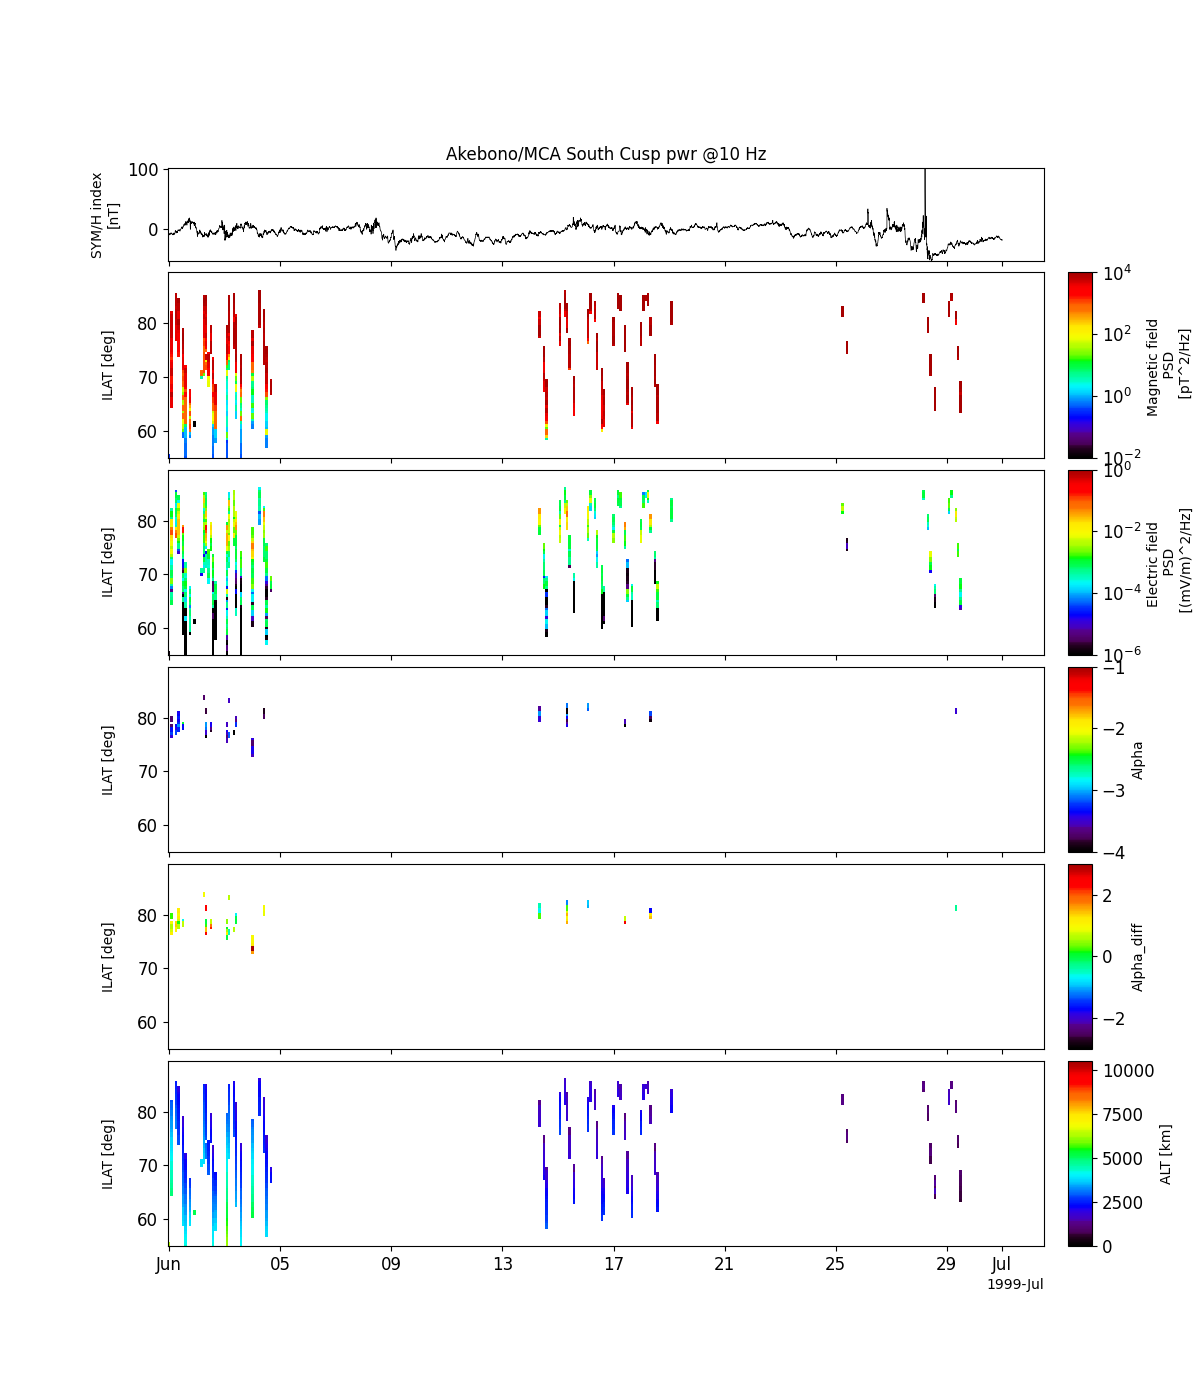 Akebono/MCA South Cusp pwr @10 Hz
100
0
SYM/H index
[nT]
80
70
60
ILAT [deg]
10^4
10^2
10^0
10^-2
Magnetic field
PSD
[pT^2/Hz]
80
70
60
ILAT [deg]
10^0
10^-2
10^-4
10^-6
Electric field
PSD
[(mV/m)^2/Hz]
80
70
60
ILAT [deg]
−1
−2
−3
−4
Alpha
80
70
60
ILAT [deg]
2
0
−2
Alpha_diff
80
70
60
ILAT [deg]
10000
7500
5000
2500
0
ALT [km]
Jun 05 09 13 17 21 25 29 Jul
1999-Jul